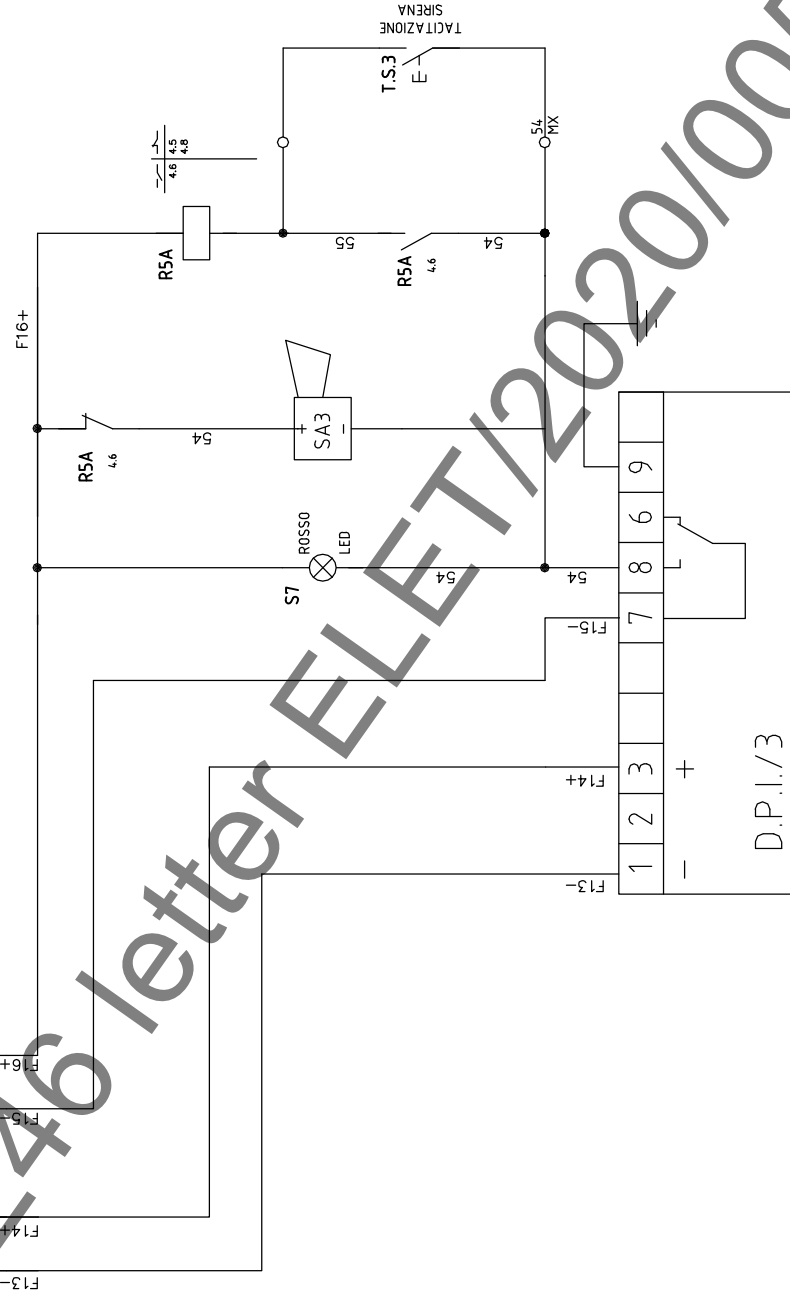 TACITAZIONE
SIRENA
T.S.3
54
MX
4.6
4.5
4.8
R5A
55
R5A
4.6
54
F16+
R5A
4.6
54
+
SA3
-
ROSSO
LED
S7
54
54
F15-
F14+
F13-
9
6
8
7
3
2
1
+
-
D.P.I./3
F16+
F15-
F14+
F13-
46 letter ELET/2020/00